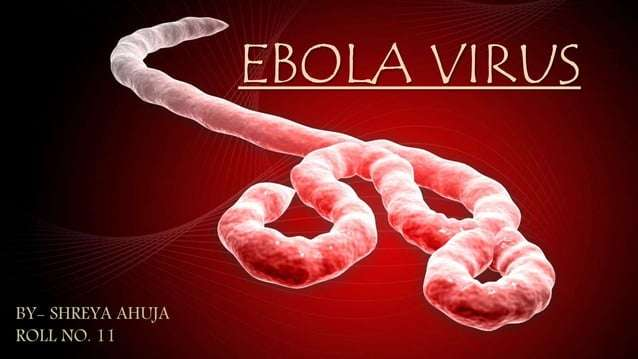 EBOLA VIRUS
BY- SHREYA AHUJA
ROLL NO. 11